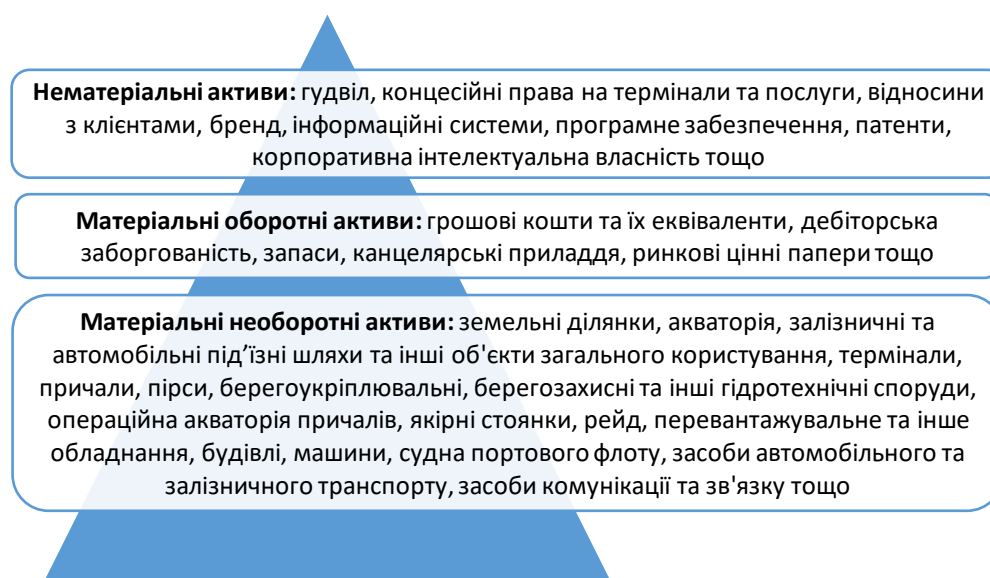 Нематеріальні активи: гудвіл, концесійні права на термінали та послуги, відносини
з клієнтами, бренд, інформаційні системи, програмне забезпечення, патенти,
корпоративна інтелектуальна власність тощо
Матеріальні оборотні активи: грошові кошти та їх еквіваленти, дебіторська
заборгованість, запаси, канцелярські приладдя, ринкові цінні папери тощо
Матеріальні необоротні активи: земельні ділянки, акваторія, залізничні та
автомобільні під’їзні шляхи та інші об'єкти загального користування, термінали,
причали, пірси, берегоукріплювальні, берегозахисні та інші гідротехнічні споруди,
операційна акваторія причалів, якірні стоянки, рейд, перевантажувальне та інше
обладнання, будівлі, машини, судна портового флоту, засоби автомобільного та
залізничного транспорту, засоби комунікації та зв'язку тощо